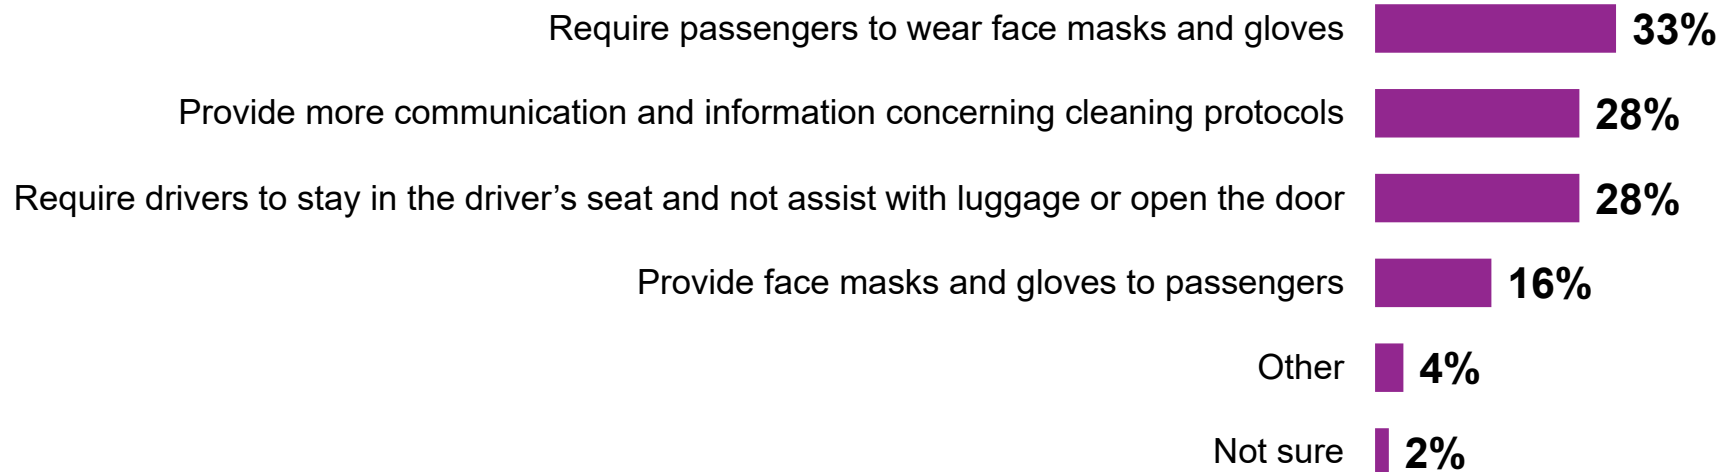 Require passengers to wear face masks and gloves 33%
Provide more communication and information concerning cleaning protocols 28%
Require drivers to stay in the driver’s seat and not assist with luggage or open the door 28%
Provide face masks and gloves to passengers 16%
Other 4%
Not sure 2%